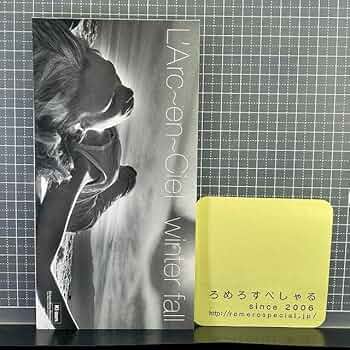 L'Arc~en~Ciel winter fall
ろめろすぺしゃる
since 2006
http://romerospecial.jp/